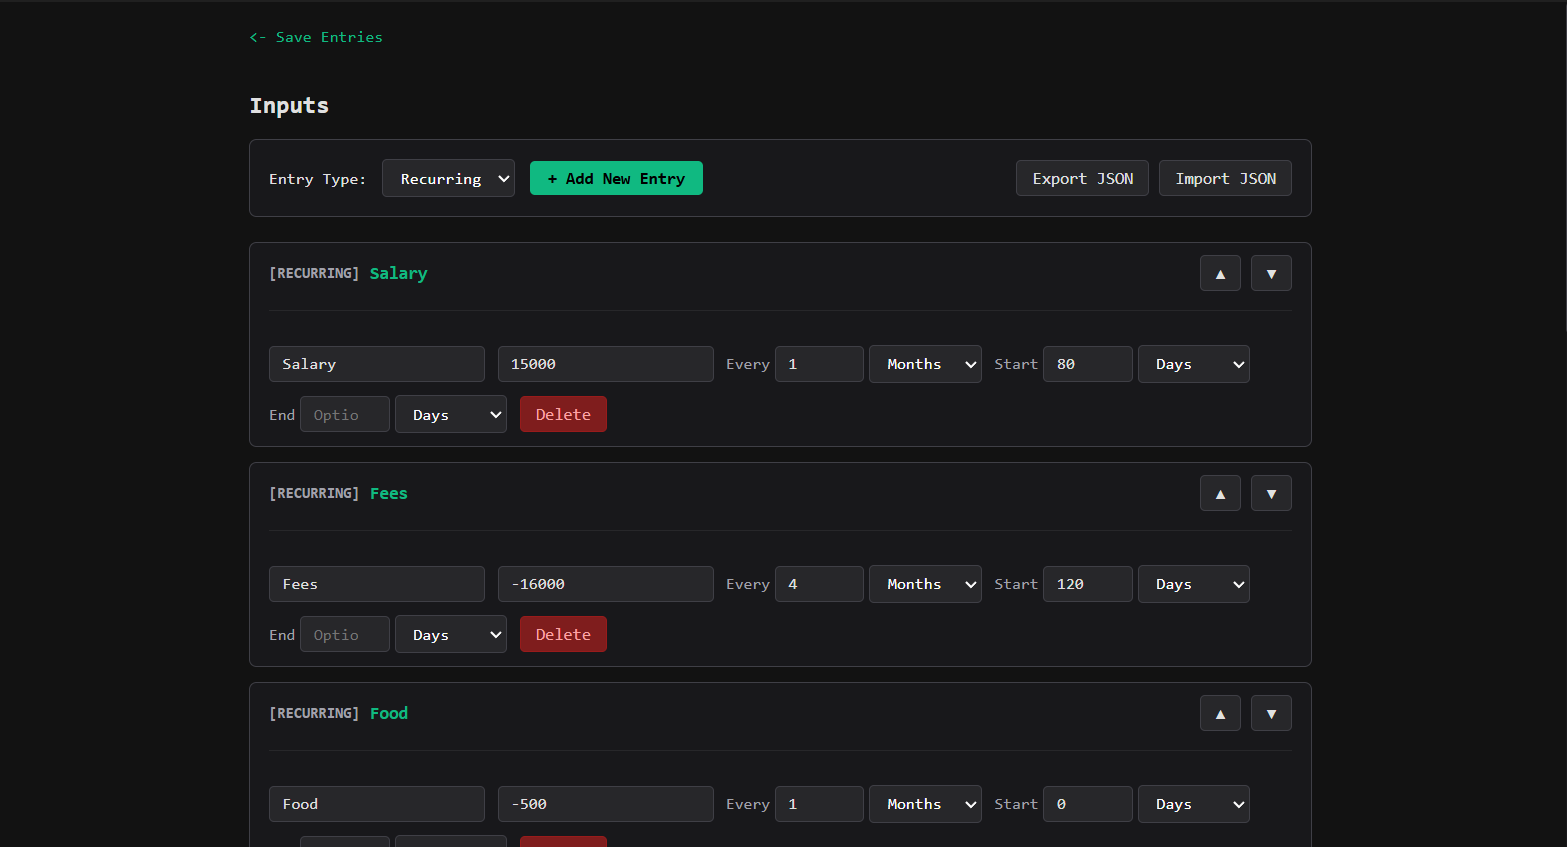 <- Save Entries
Inputs
Entry Type: Recurring + Add New Entry Export JSON Import JSON
[RECURRING] Salary ▲ ▼
Salary 15000 Every 1 Months Start 80 Days
End Optio Days Delete
[RECURRING] Fees ▲ ▼
Fees -16000 Every 4 Months Start 120 Days
End Optio Days Delete
[RECURRING] Food ▲ ▼
Food -500 Every 1 Months Start 0 Days